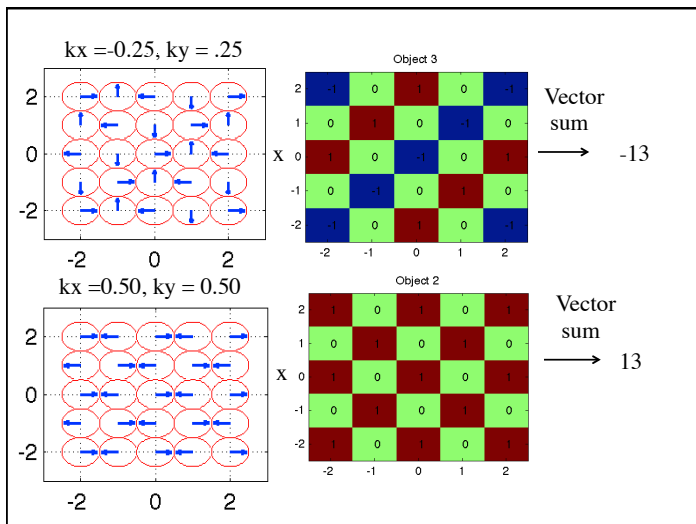 kx =-0.25, ky = .25
2
0
-2
-2 0 2
Object 3
2 -1 0 1 0 -1
1 0 1 0 -1 0
x 0 1 0 -1 0 1
-1 0 -1 0 1 0
-2 -1 0 1 0 -1
-2 -1 0 1 2
Vector
sum
-13
kx =0.50, ky = 0.50
2
0
-2
-2 0 2
Object 2
2 1 0 1 0 1
1 0 1 0 1 0
x 0 1 0 1 0 1
-1 0 1 0 1 0
-2 1 0 1 0 1
-2 -1 0 1 2
Vector
sum
13